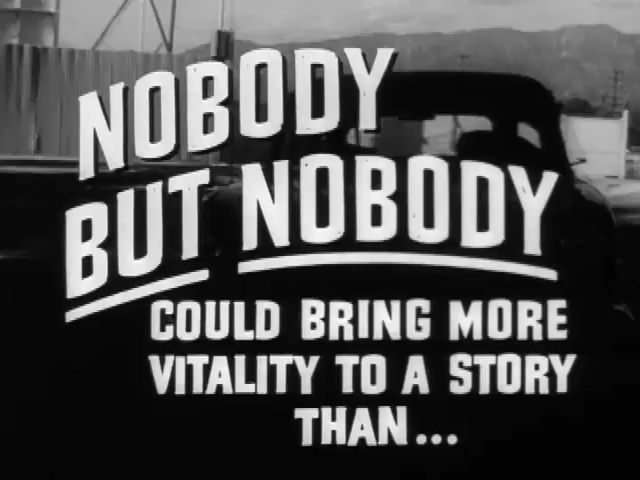 NOBODY
BUT NOBODY
COULD BRING MORE
VITALITY TO A STORY
THAN...